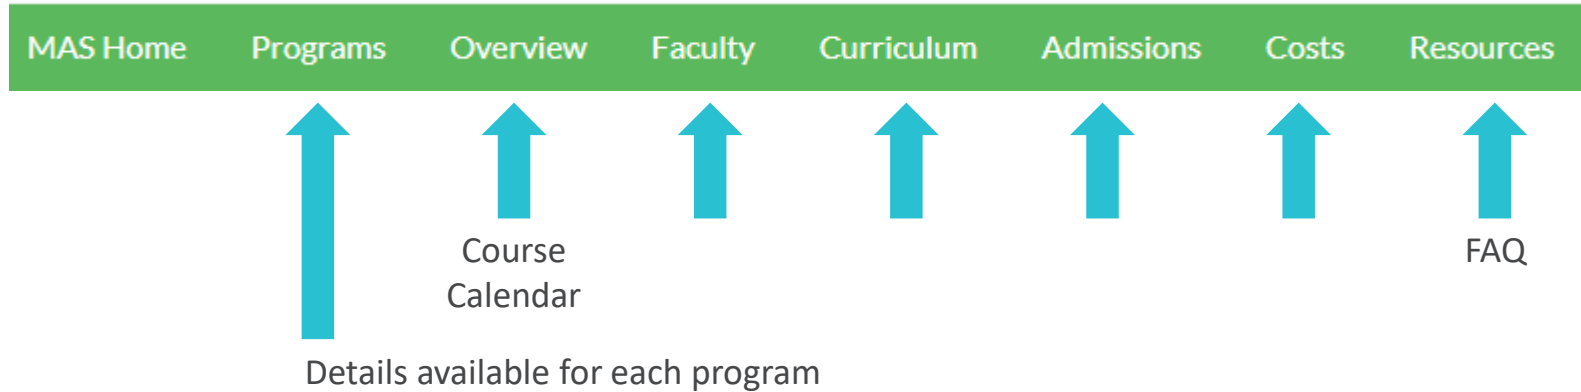 MAS Home Programs Overview Faculty Curriculum Admissions Costs Resources
Course
Calendar
FAQ
Details available for each program